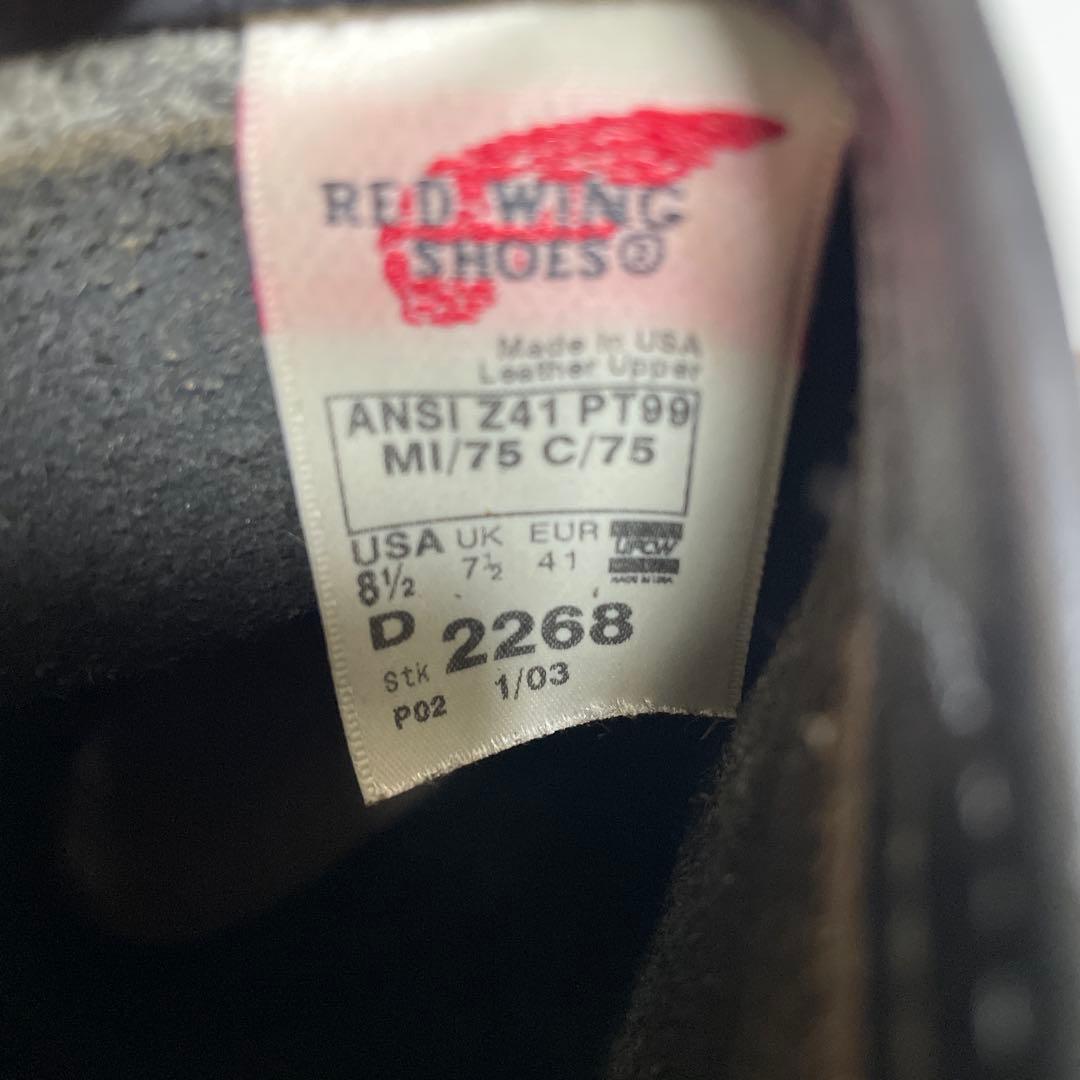 RED WING
SHOES®
Made In USA
Leather Upper
ANSI Z41 PT99
MI/75 C/75
USA UK EUR UFCW
8½ 7½ 41 MADE IN USA
D 2268
Stk
P02 1/03